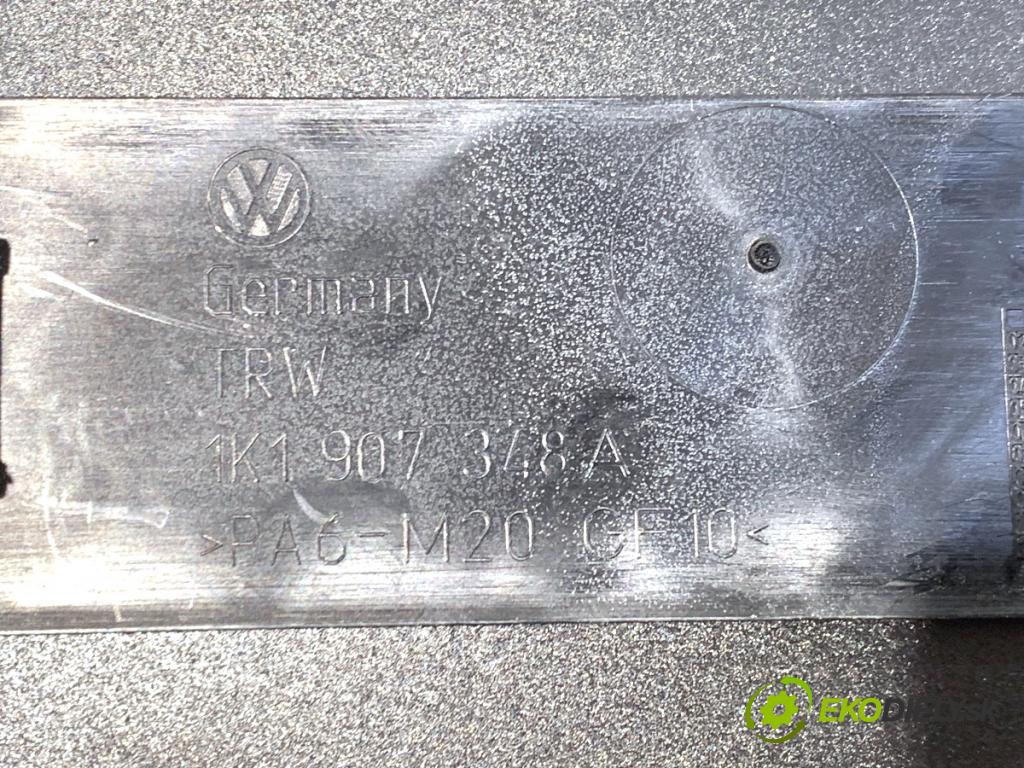 Germany
TRW
1K1 907 348 A
>PA6-M20 GF10<